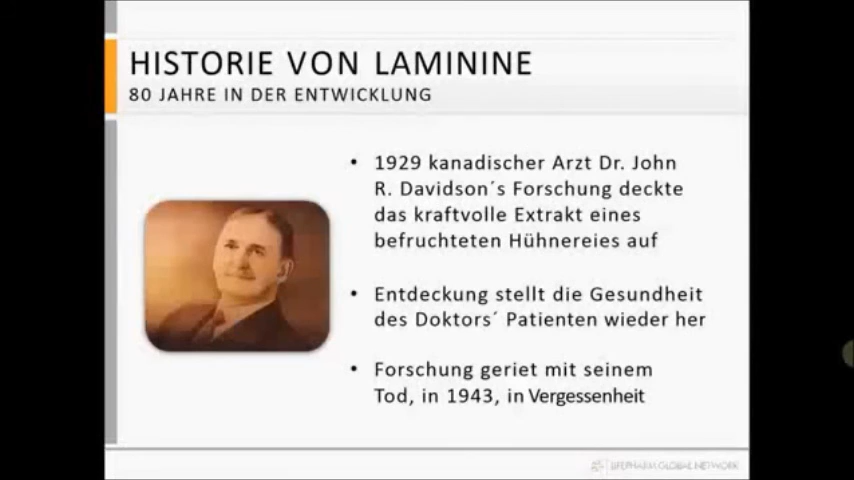 HISTORIE VON LAMININE
80 JAHRE IN DER ENTWICKLUNG
• 1929 kanadischer Arzt Dr. John
R. Davidson´s Forschung deckte
das kraftvolle Extrakt eines
befruchteten Hühnereies auf
• Entdeckung stellt die Gesundheit
des Doktors´ Patienten wieder her
• Forschung geriet mit seinem
Tod, in 1943, in Vergessenheit
LIFEPHARM GLOBAL NETWORK